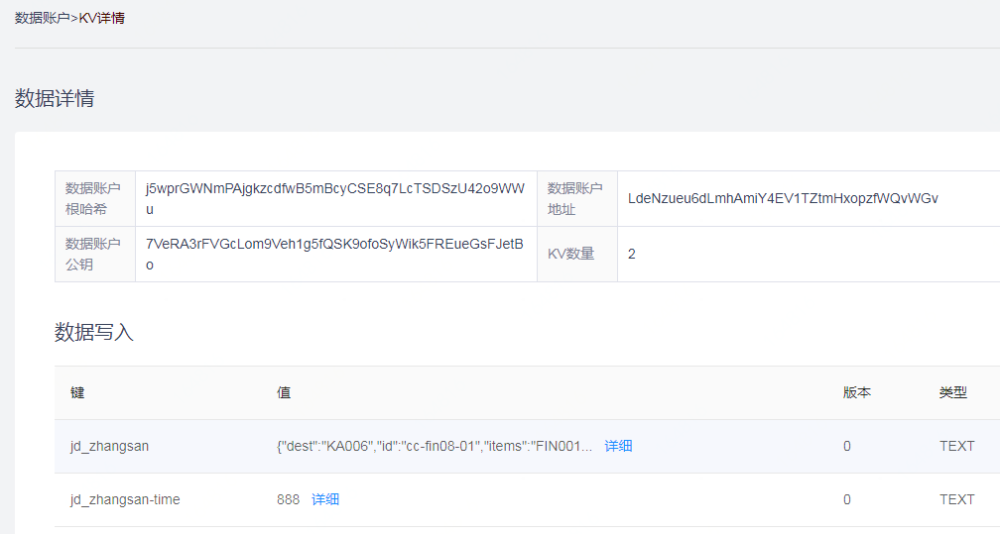 数据账户>KV详情
数据详情
数据账户 j5wprGWNmPAjgkzcdfwB5mBcyCSE8q7LcTSDSzU42o9WW 数据账户
根哈希 u 地址 LdeNzueu6dLmhAmiY4EV1TZtmHxopzfWQvWGv
数据账户 7VeRA3rFVGcLom9Veh1g5fQSK9ofoSyWik5FREueGsFJetB KV数量 2
公钥 o
数据写入
键 值 版本 类型
jd_zhangsan {"dest":"KA006","id":"cc-fin08-01","items":"FIN001... 详细 0 TEXT
jd_zhangsan-time 888 详细 0 TEXT